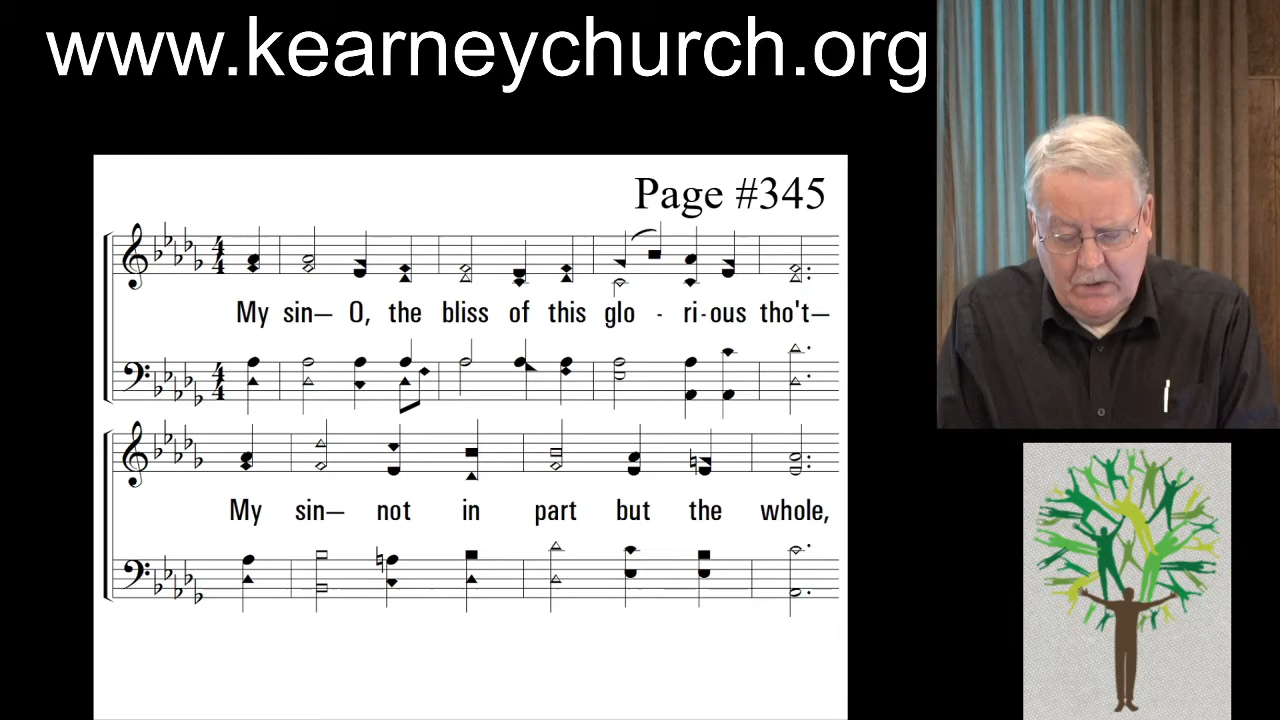 www.kearneychurch.org
Page #345
My sin— O, the bliss of this glo - ri-ous tho't—
My sin— not in part but the whole,